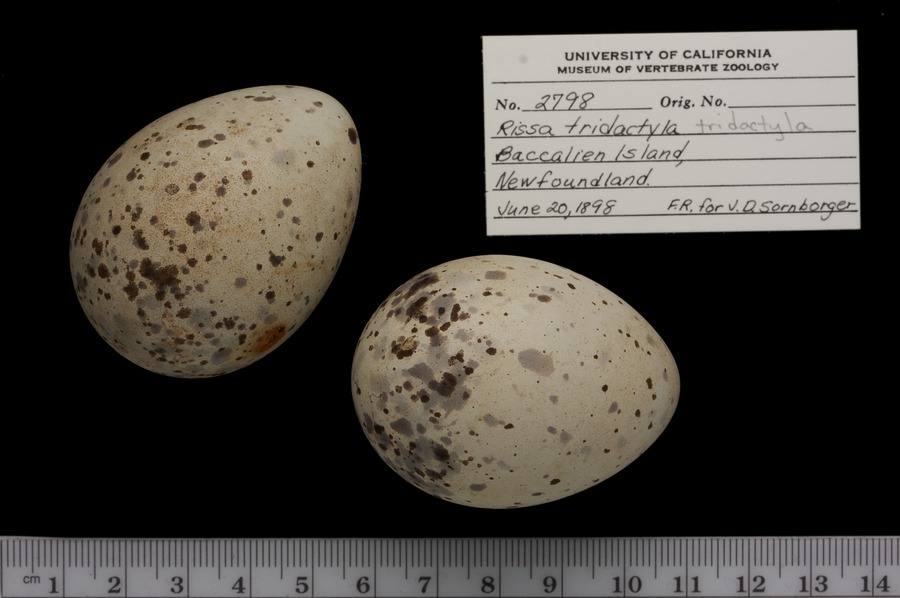 UNIVERSITY OF CALIFORNIA
MUSEUM OF VERTEBRATE ZOOLOGY
No. 2798 Orig. No.
Rissa tridactyla tridactyla
Baccalien Island,
Newfoundland.
June 20, 1898 F.R. for J.D. Sornborger
cm 1 2 3 4 5 6 7 8 9 10 11 12 13 14